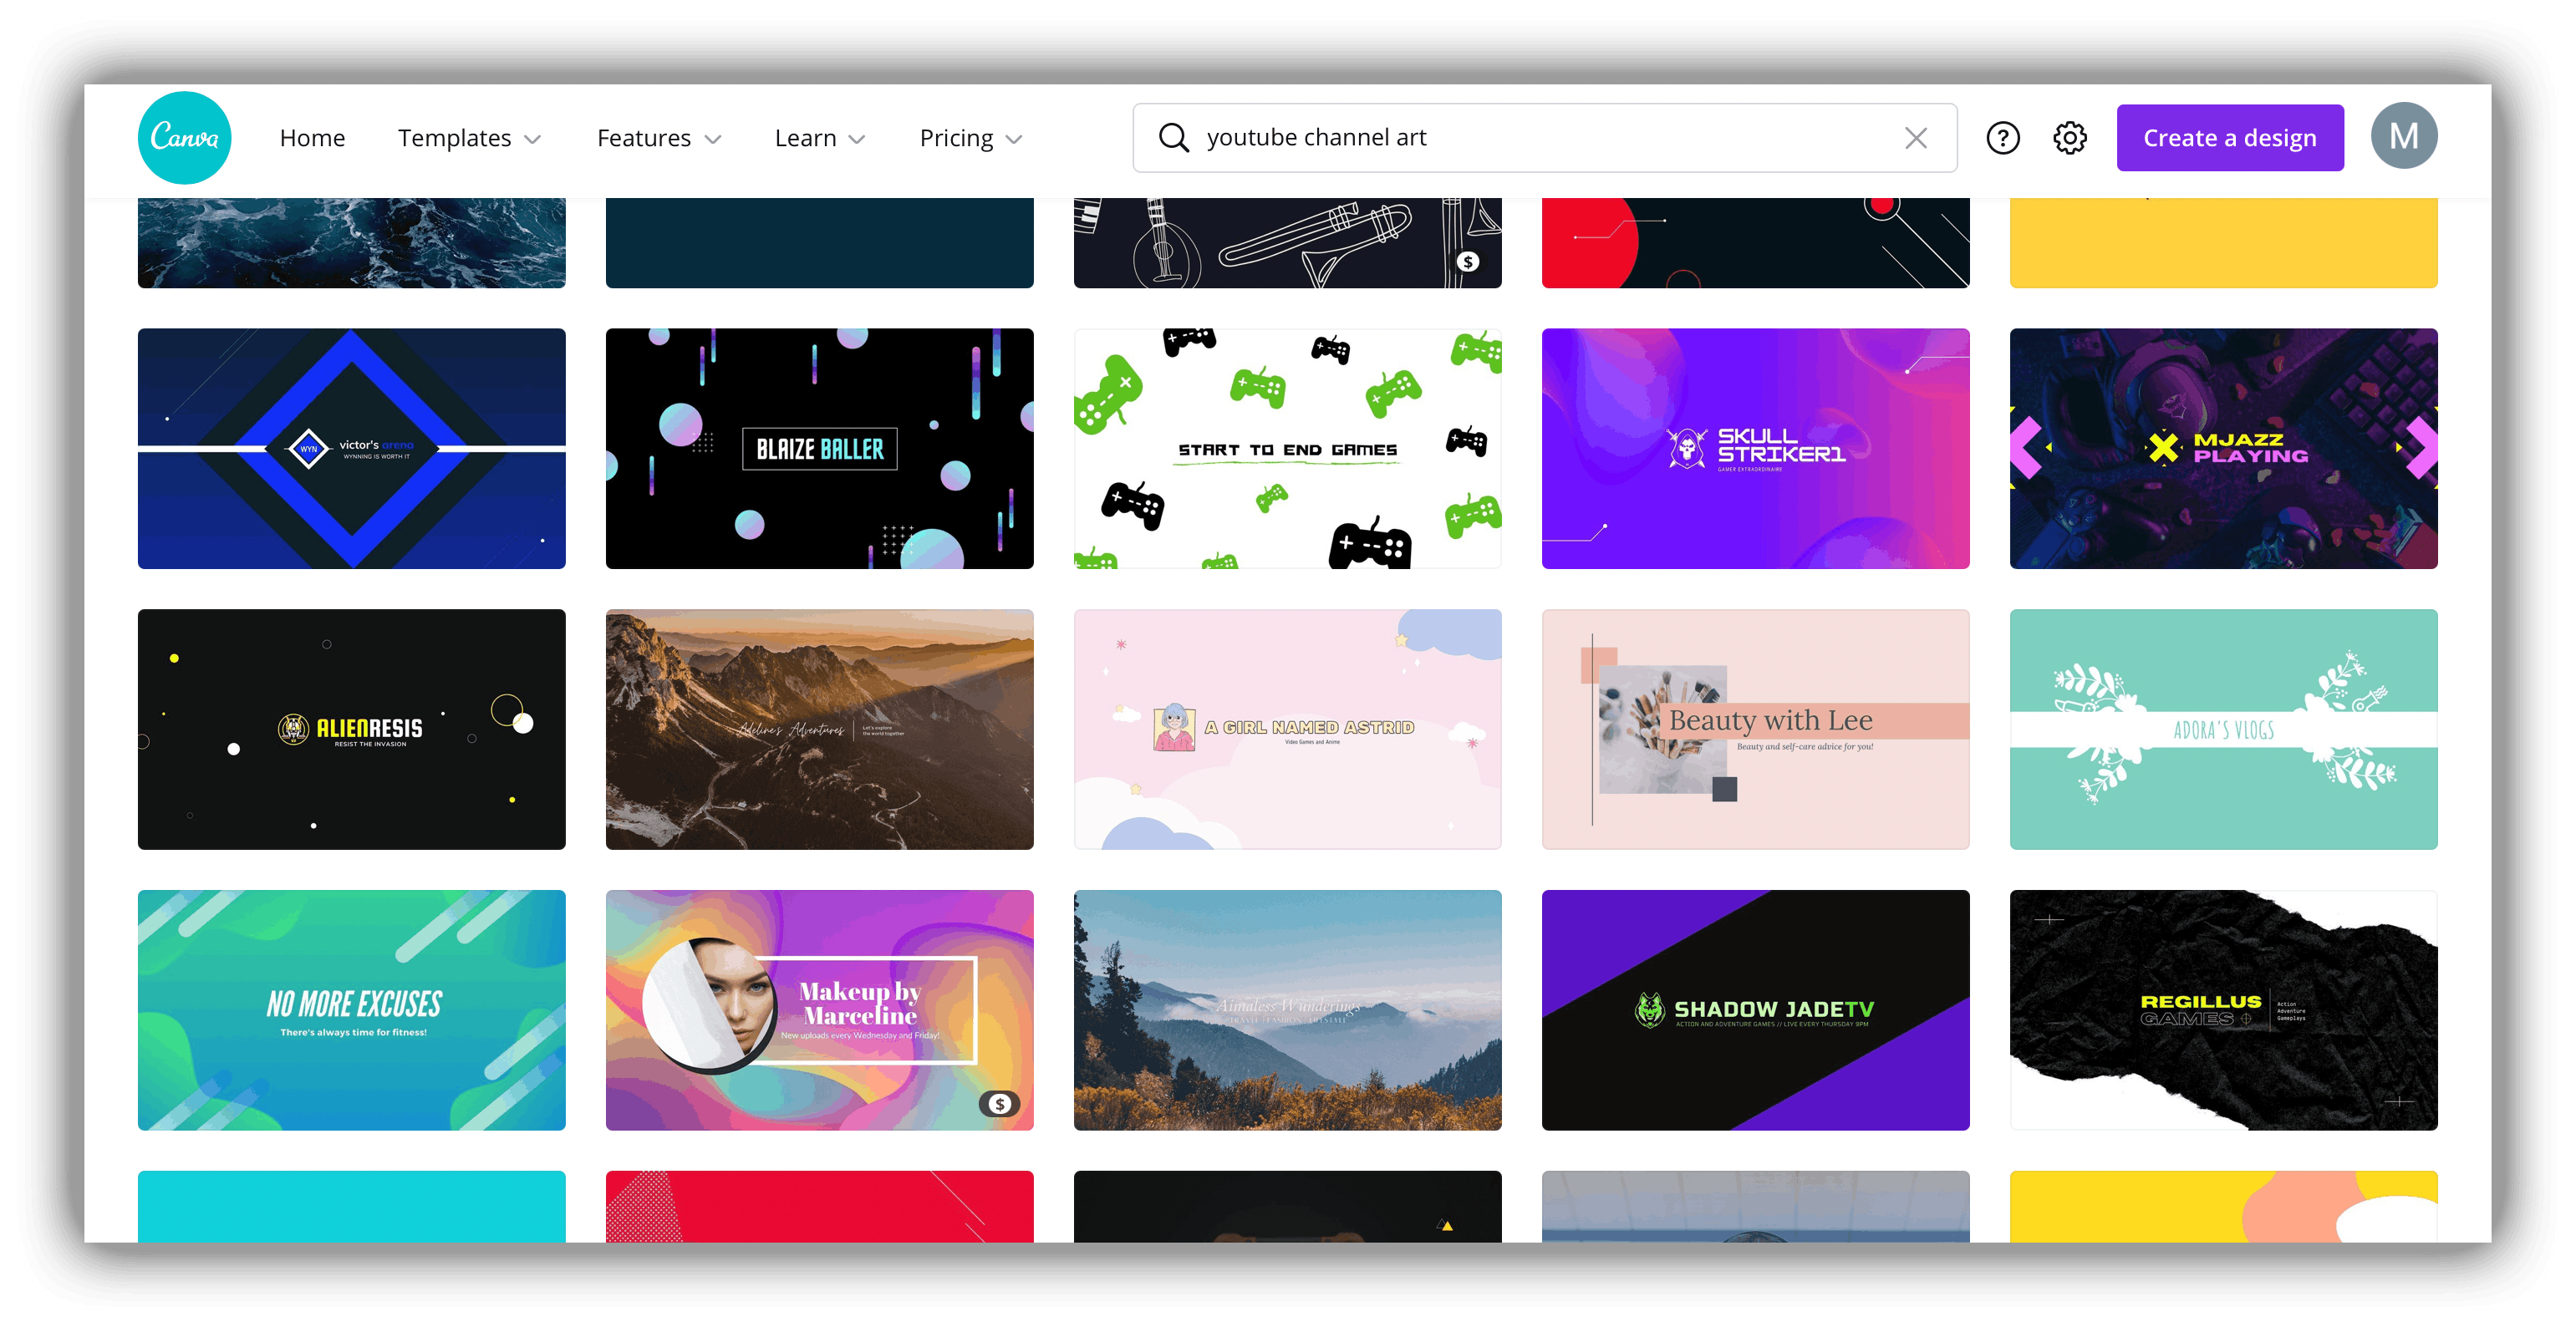 Canva
Home
Templates
Features
Learn
Pricing
youtube channel art
?
Create a design
M
$
WYN
victor's arena
WYNNING IS WORTH IT
BLAIZE BALLER
START TO END GAMES
SKULL
STRIKER1
GAMER EXTRAORDINAIRE
MJAZZ
PLAYING
ALIENRESIS
RESIST THE INVASION
Adeline's Adventures
Let's explore
the world together
A GIRL NAMED ASTRID
Video Games and Anime
Beauty with Lee
Beauty and self-care advice for you!
ADORA'S VLOGS
NO MORE EXCUSES
There's always time for fitness!
Makeup by
Marceline
New uploads every Wednesday and Friday!
$
Aimaless Wunderings
TRAVEL | FASHION | LIFESTYLE
SHADOW JADETV
ACTION AND ADVENTURE GAMES // LIVE EVERY THURSDAY 9PM
REGILLUS
GAMES
Action
Adventure
Gameplays